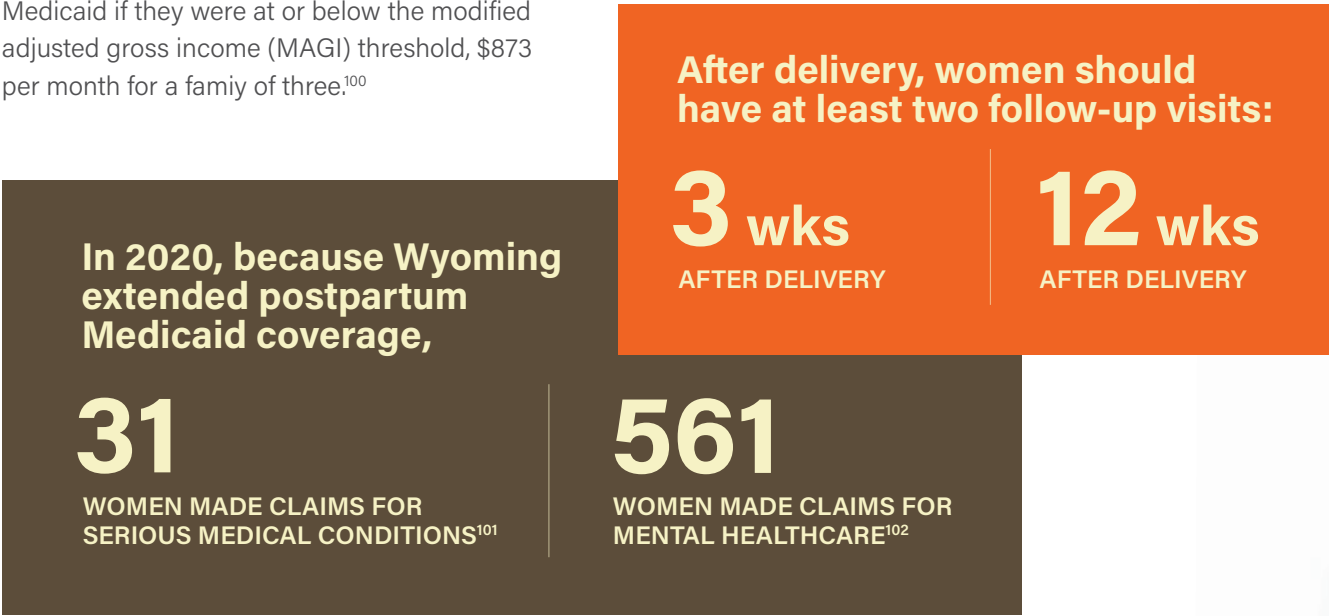 Medicaid if they were at or below the modified
adjusted gross income (MAGI) threshold, $873
per month for a famiy of three.100
After delivery, women should
have at least two follow-up visits:
3 wks
AFTER DELIVERY
12 wks
AFTER DELIVERY
In 2020, because Wyoming
extended postpartum
Medicaid coverage,
31
WOMEN MADE CLAIMS FOR
SERIOUS MEDICAL CONDITIONS101
561
WOMEN MADE CLAIMS FOR
MENTAL HEALTHCARE102